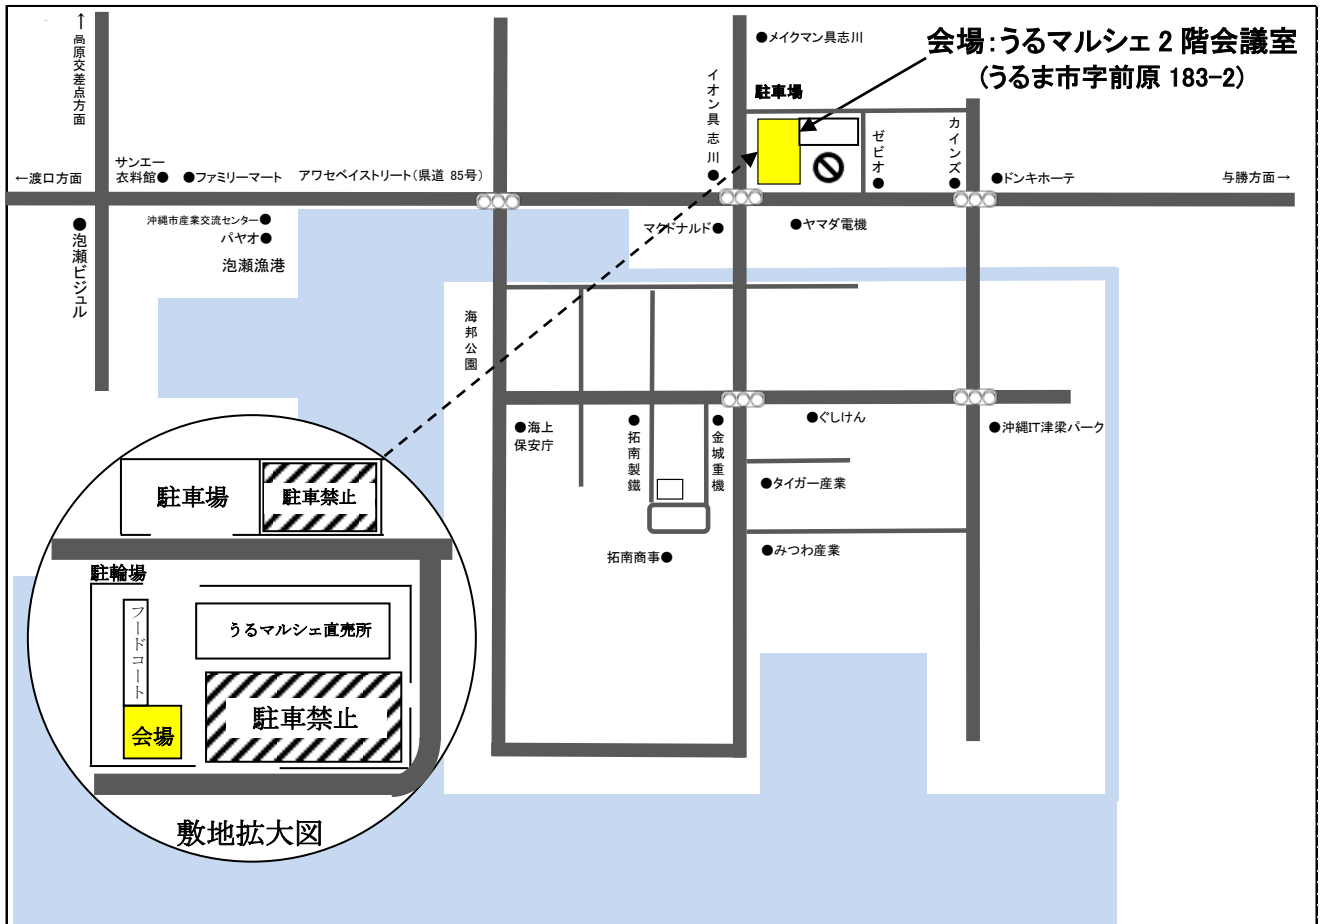 ↑高原交差点方面
←渡口方面
サンエー
衣料館●
●ファミリーマート
アワセベイストリート(県道 85号)
沖縄市産業交流センター●
パヤオ●
泡瀬漁港
●泡瀬ビジュル
●メイクマン具志川
会場:うるマルシェ 2 階会議室
(うるま市字前原 183-2)
駐車場
イオン具志川●
ゼビオ●
カインズ●
●ドンキホーテ
与勝方面→
マクドナルド●
●ヤマダ電機
海邦公園
●海上
保安庁
●拓南製鐵
●金城重機
●ぐしけん
●沖縄IT津梁パーク
●タイガー産業
拓南商事●
●みつわ産業
駐車場
駐車禁止
駐輪場
フードコート
うるマルシェ直売所
会場
駐車禁止
敷地拡大図